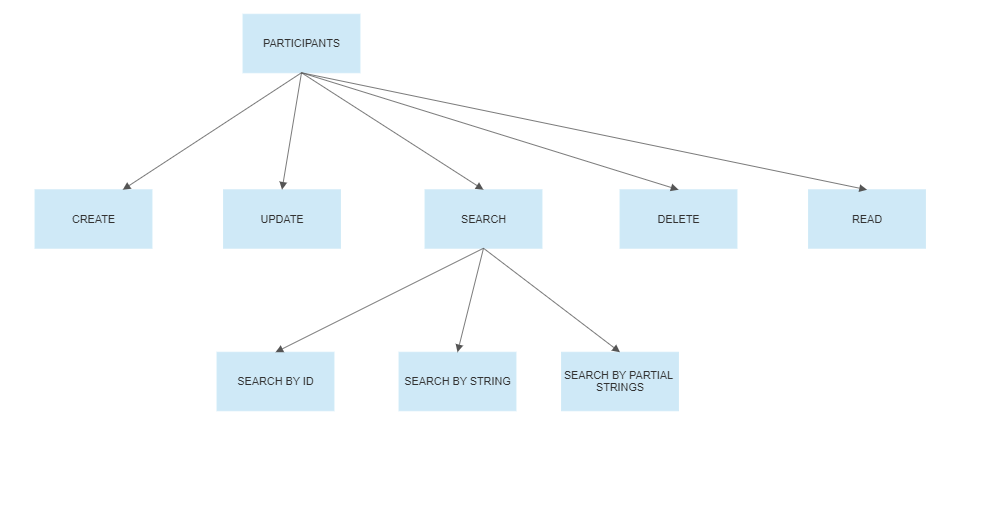 PARTICIPANTS
CREATE
UPDATE
SEARCH
DELETE
READ
SEARCH BY ID
SEARCH BY STRING
SEARCH BY PARTIAL
STRINGS